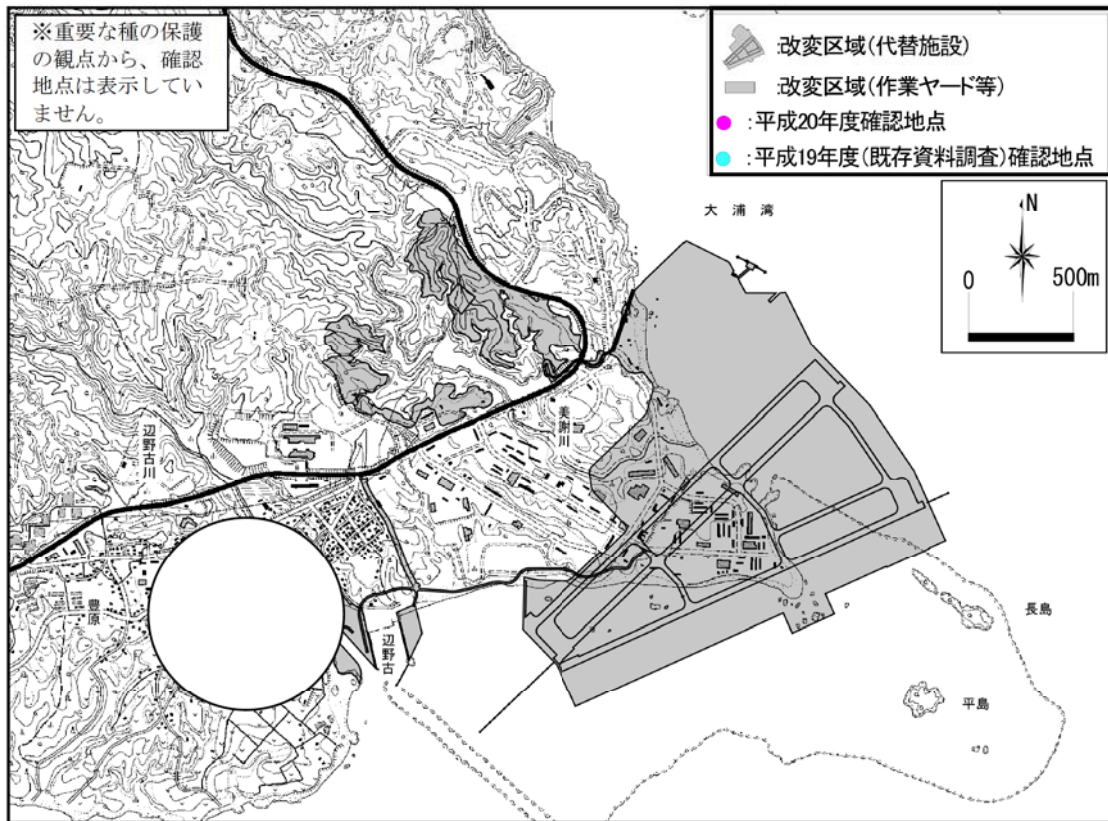 ※重要な種の保護
の観点から、確認
地点は表示してい
ません。
:改変区域(代替施設)
:改変区域(作業ヤード等)
:平成20年度確認地点
:平成19年度(既存資料調査)確認地点
N
0 500m
大浦湾
美謝川
辺野古川
豊原
辺野古
長島
平島